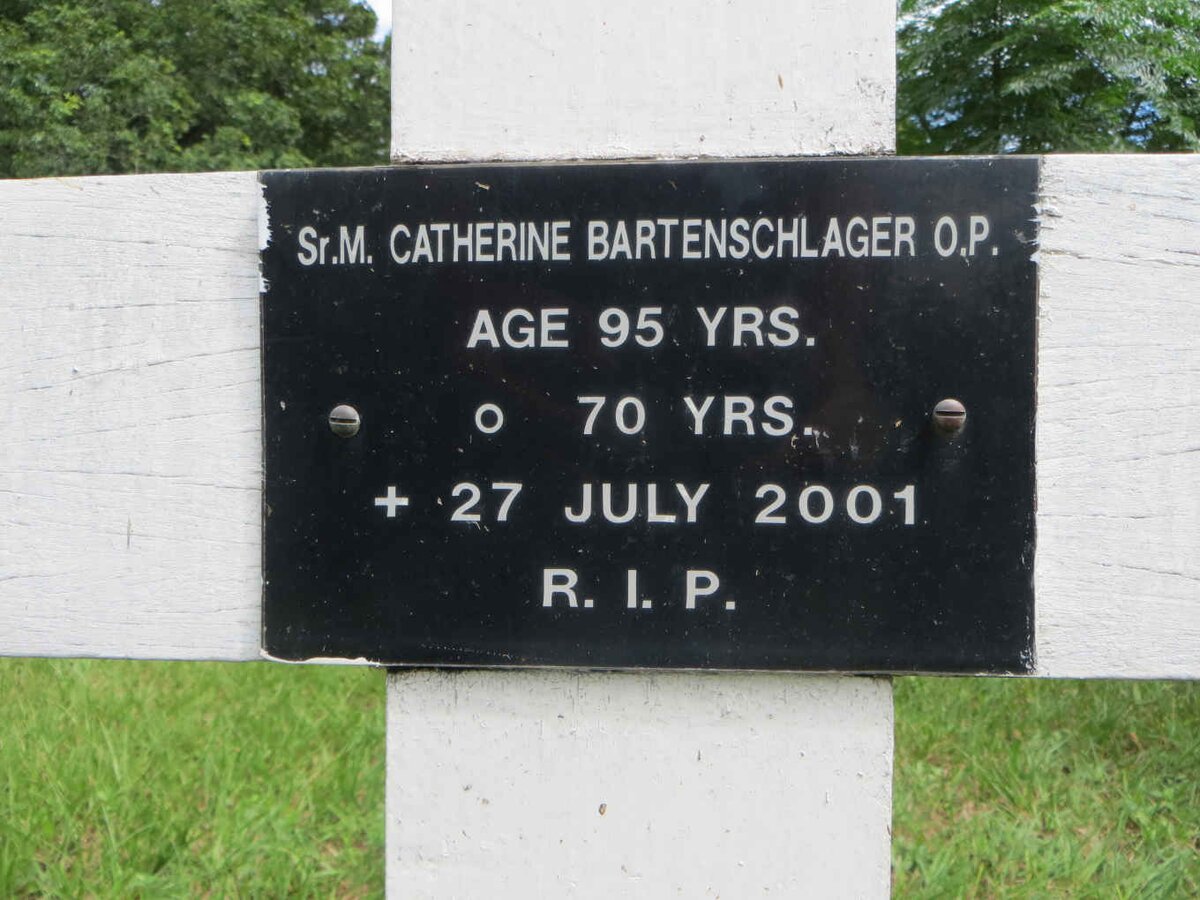 Sr.M. CATHERINE BARTENSCHLAGER O.P.
AGE 95 YRS.
o 70 YRS.
+ 27 JULY 2001
R. I. P.